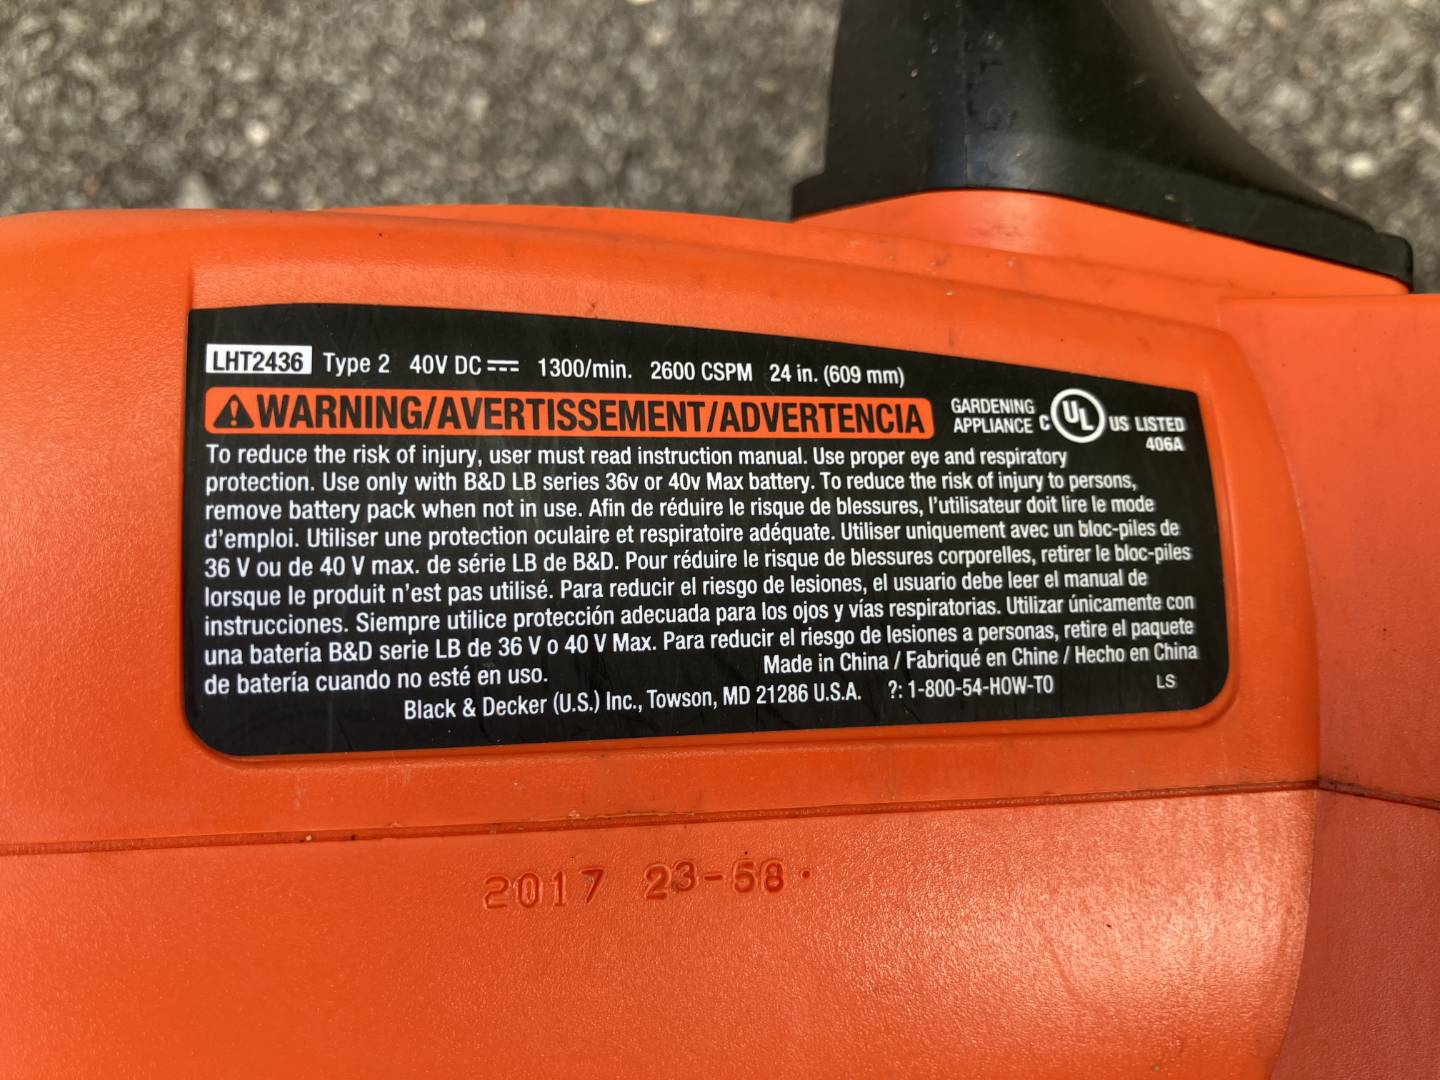 LHT2436 Type 2 40V DC 1300/min. 2600 CSPM 24 in. (609 mm)
WARNING/AVERTISSEMENT/ADVERTENCIA
GARDENING
APPLIANCE C UL US LISTED
406A
To reduce the risk of injury, user must read instruction manual. Use proper eye and respiratory
protection. Use only with B&D LB series 36v or 40v Max battery. To reduce the risk of injury to persons,
remove battery pack when not in use. Afin de réduire le risque de blessures, l'utilisateur doit lire le mode
d'emploi. Utiliser une protection oculaire et respiratoire adéquate. Utiliser uniquement avec un bloc-piles de
36 V ou de 40 V max. de série LB de B&D. Pour réduire le risque de blessures corporelles, retirer le bloc-piles
lorsque le produit n'est pas utilisé. Para reducir el riesgo de lesiones, el usuario debe leer el manual de
instrucciones. Siempre utilice protección adecuada para los ojos y vías respiratorias. Utilizar únicamente con
una batería B&D serie LB de 36 V o 40 V Max. Para reducir el riesgo de lesiones a personas, retire el paquete
de batería cuando no esté en uso.
Made in China / Fabriqué en Chine / Hecho en China
Black & Decker (U.S.) Inc., Towson, MD 21286 U.S.A. ?: 1-800-54-HOW-TO LS
2017 23-58